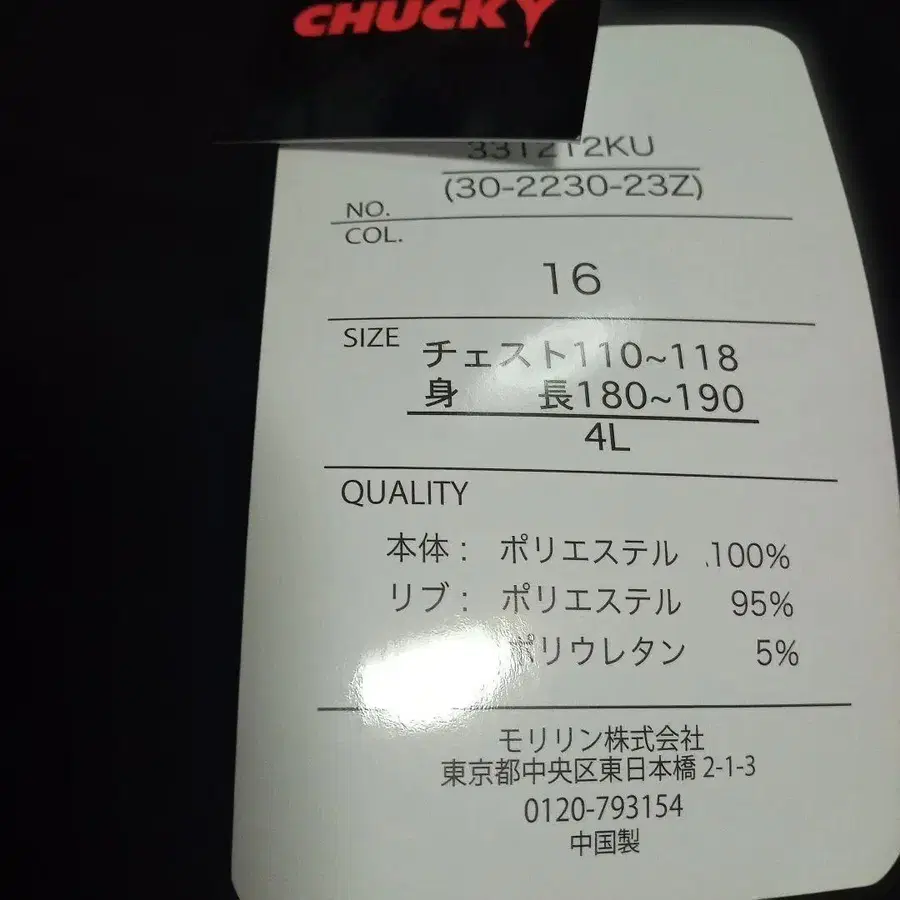 CHUCKY
331212KU
(30-2230-23Z)
NO.
COL.
16
SIZE
チェスト110~118
身 長180~190
4L
QUALITY
本体： ポリエステル 100%
リブ： ポリエステル 95%
ポリウレタン 5%
モリリン株式会社
東京都中央区東日本橋 2-1-3
0120-793154
中国製